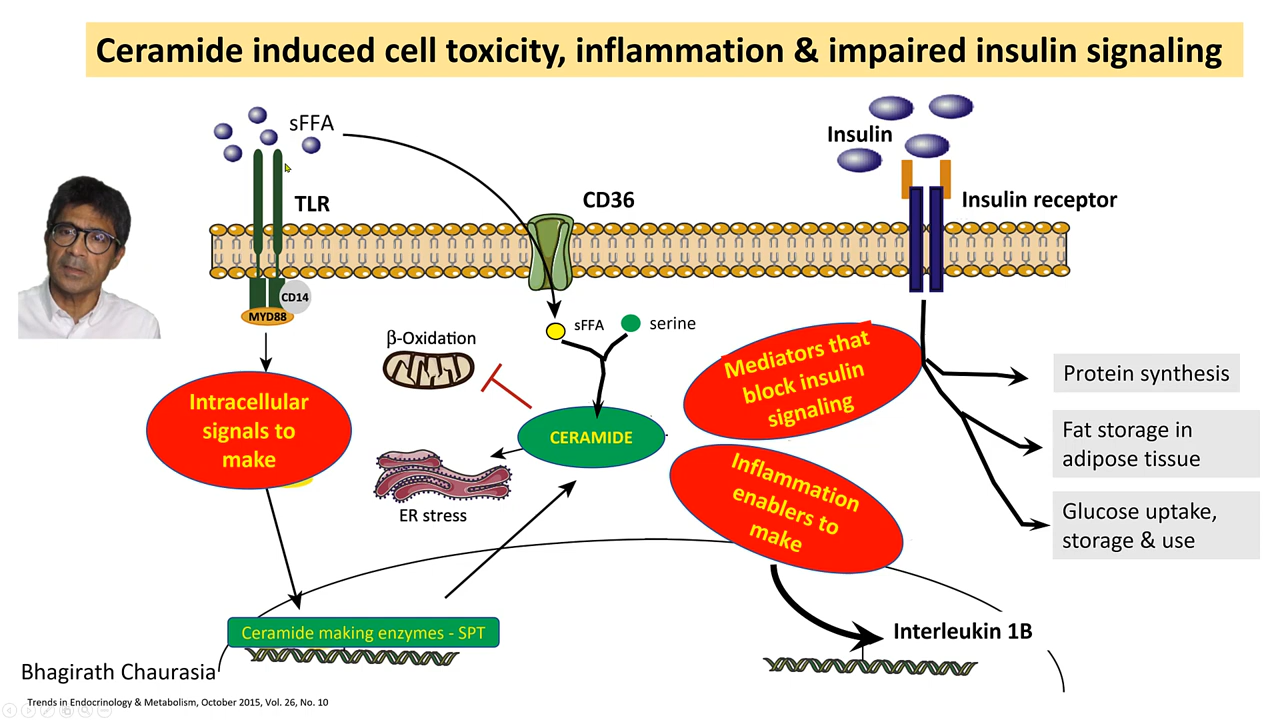 Ceramide induced cell toxicity, inflammation & impaired insulin signaling
sFFA
TLR
CD14
MYD88
CD36
Insulin
Insulin receptor
β-Oxidation
sFFA
serine
Intracellular
signals to
make
CERAMIDE
ER stress
Mediators that
block insulin
signaling
Inflammation
enablers to
make
Protein synthesis
Fat storage in
adipose tissue
Glucose uptake,
storage & use
Ceramide making enzymes - SPT
Interleukin 1B
Bhagirath Chaurasia
Trends in Endocrinology & Metabolism, October 2015, Vol. 26, No. 10